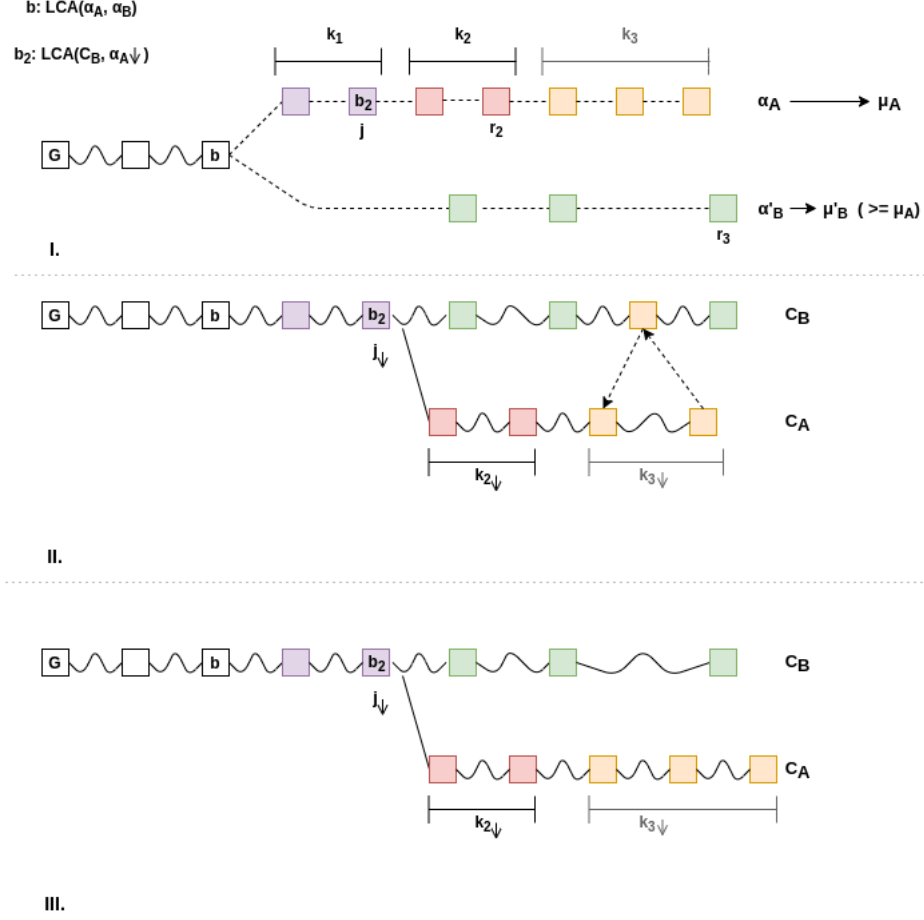 b: LCA(α_A, α_B)
b₂: LCA(C_B, α_A↓)
k₁ k₂ k₃
b₂ α_A μ_A
j r₂
G b
α'_B μ'_B ( >= μ_A)
r₃
I.
G b b₂ C_B
j↓
C_A
k₂↓ k₃↓
II.
G b b₂ C_B
j↓
C_A
k₂↓ k₃↓
III.